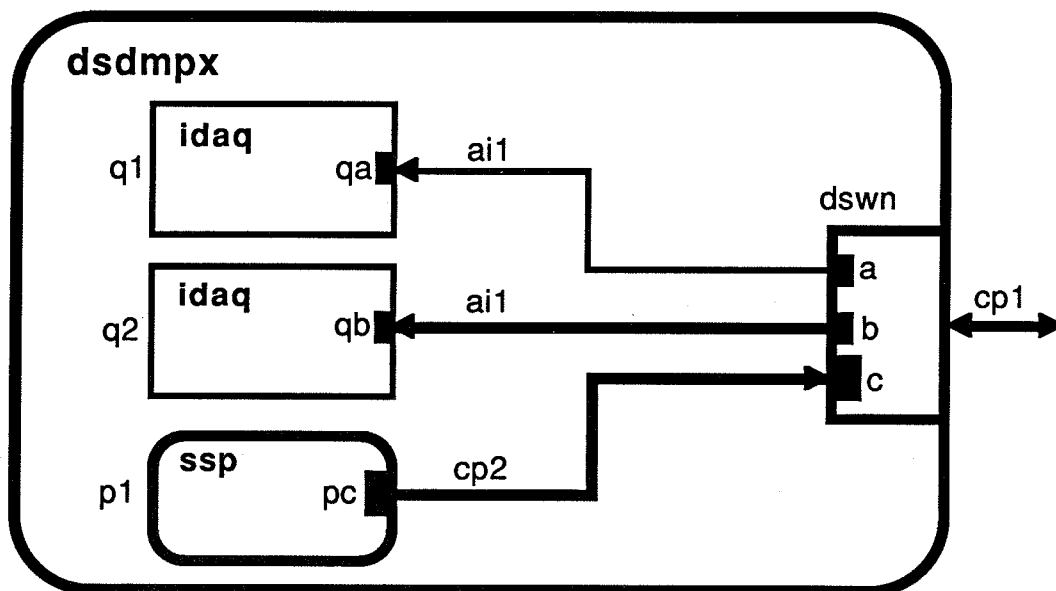 dsdmpx
idaq
q1
qa
ai1
dswn
a
idaq
q2
qb
ai1
b
cp1
c
ssp
p1
pc
cp2